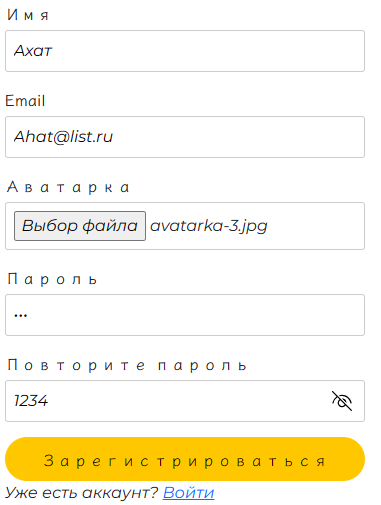 Имя
Ахат
Email
Ahat@list.ru
Аватарка
Выбор файла avatarka-3.jpg
Пароль
•••
Повторите пароль
1234
Зарегистрироваться
Уже есть аккаунт? Войти